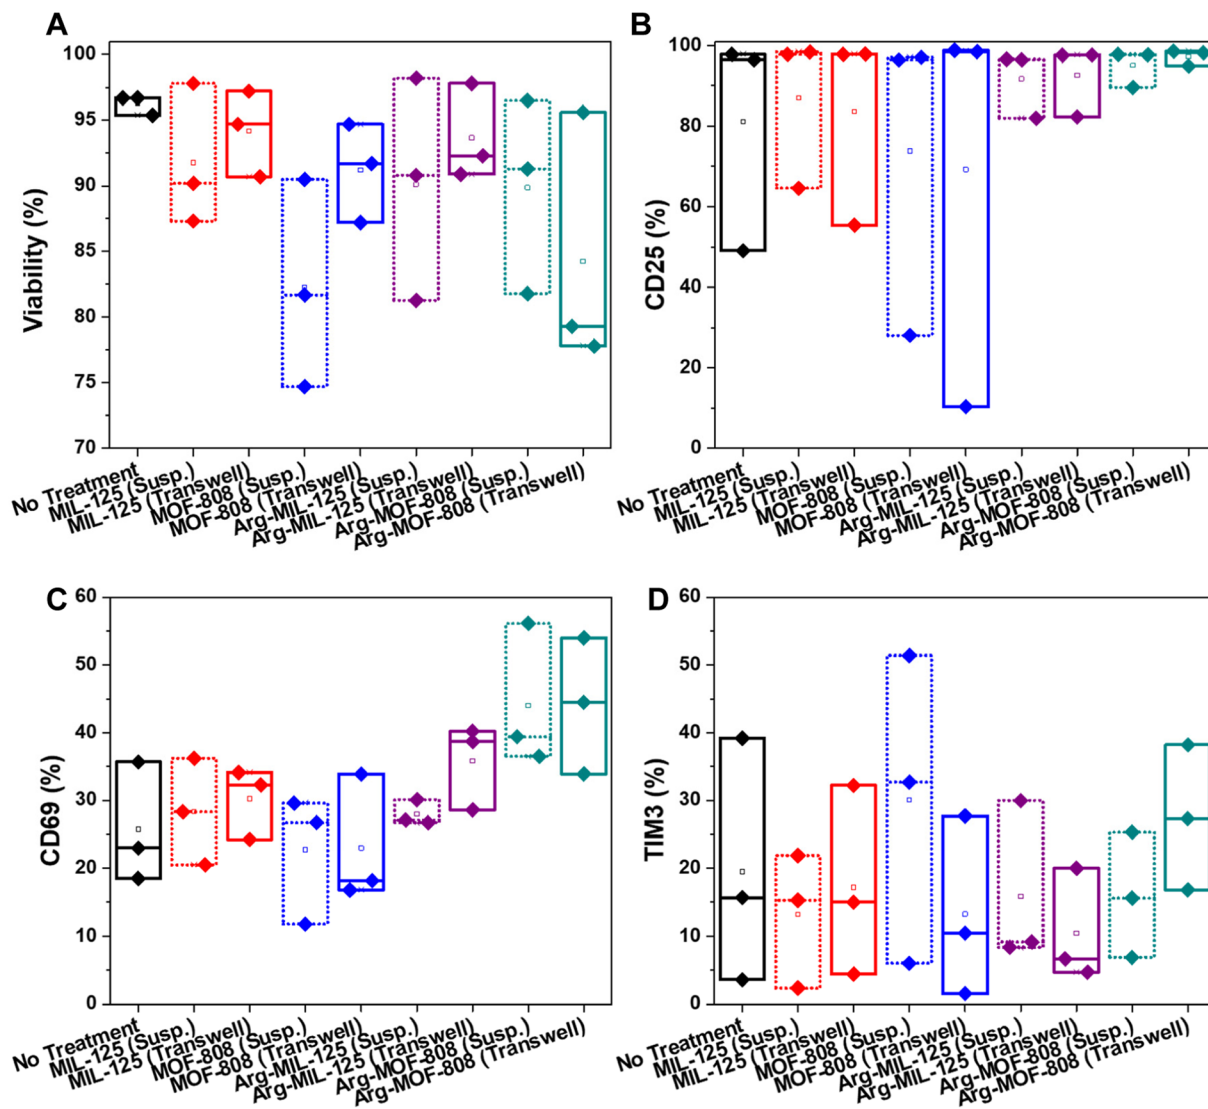 A
Viability (%)
100
95
90
85
80
75
70
No Treatment
MIL-125 (Susp.)
MIL-125 (Transwell)
MOF-808 (Susp.)
MOF-808 (Transwell)
Arg-MIL-125 (Susp.)
Arg-MIL-125 (Transwell)
Arg-MOF-808 (Susp.)
Arg-MOF-808 (Transwell)
B
CD25 (%)
100
80
60
40
20
0
No Treatment
MIL-125 (Susp.)
MIL-125 (Transwell)
MOF-808 (Susp.)
MOF-808 (Transwell)
Arg-MIL-125 (Susp.)
Arg-MIL-125 (Transwell)
Arg-MOF-808 (Susp.)
Arg-MOF-808 (Transwell)
C
CD69 (%)
60
50
40
30
20
10
0
No Treatment
MIL-125 (Susp.)
MIL-125 (Transwell)
MOF-808 (Susp.)
MOF-808 (Transwell)
Arg-MIL-125 (Susp.)
Arg-MIL-125 (Transwell)
Arg-MOF-808 (Susp.)
Arg-MOF-808 (Transwell)
D
TIM3 (%)
60
50
40
30
20
10
0
No Treatment
MIL-125 (Susp.)
MIL-125 (Transwell)
MOF-808 (Susp.)
MOF-808 (Transwell)
Arg-MIL-125 (Susp.)
Arg-MIL-125 (Transwell)
Arg-MOF-808 (Susp.)
Arg-MOF-808 (Transwell)